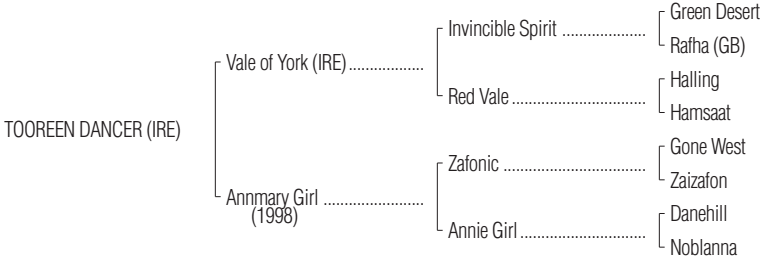 Green Desert
Invincible Spirit ....................
Rafha (GB)
Vale of York (IRE)..................
Halling
Red Vale................................
Hamsaat
TOOREEN DANCER (IRE)
Gone West
Zafonic ..................................
Zaizafon
Annmary Girl ........................
(1998)
Danehill
Annie Girl..............................
Noblanna